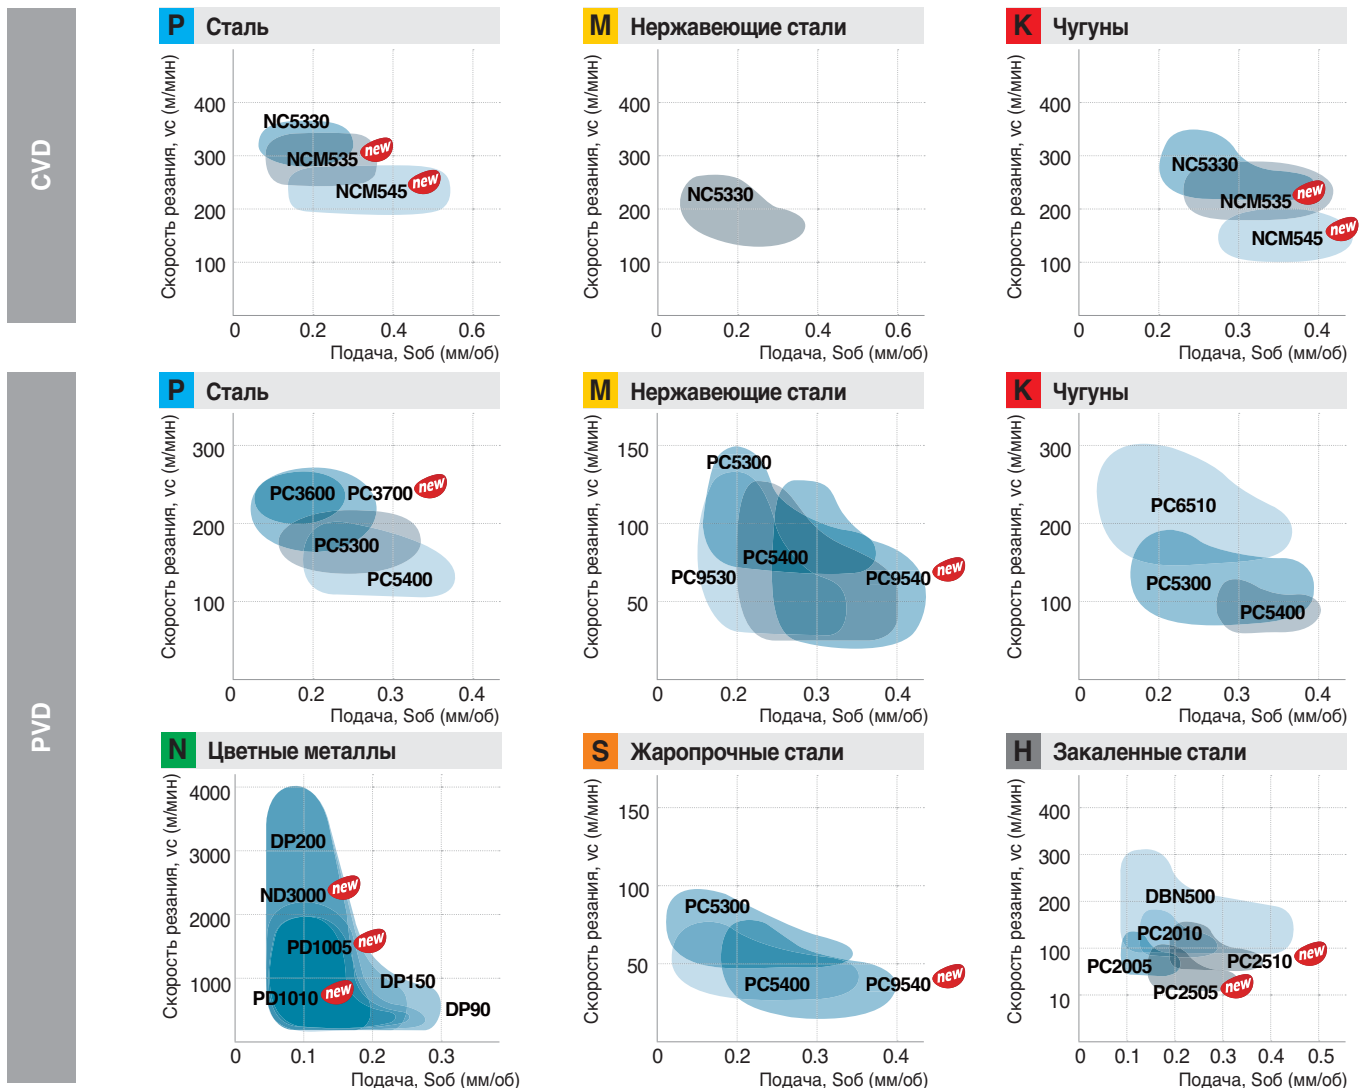 CVD
P Сталь
Скорость резания, vc (м/мин)
400
300
200
100
NC5330
NCM535 new
NCM545 new
0 0.2 0.4 0.6
Подача, Sоб (мм/об)
M Нержавеющие стали
Скорость резания, vc (м/мин)
400
300
200
100
NC5330
0 0.2 0.4 0.6
Подача, Sоб (мм/об)
K Чугуны
Скорость резания, vc (м/мин)
400
300
200
100
NC5330
NCM535 new
NCM545 new
0 0.2 0.3 0.4
Подача, Sоб (мм/об)
PVD
P Сталь
Скорость резания, vc (м/мин)
300
200
100
PC3600 PC3700 new
PC5300
PC5400
0 0.2 0.3 0.4
Подача, Sоб (мм/об)
M Нержавеющие стали
Скорость резания, vc (м/мин)
150
100
50
PC5300
PC5400
PC9530 PC9540 new
0 0.2 0.3 0.4
Подача, Sоб (мм/об)
K Чугуны
Скорость резания, vc (м/мин)
300
200
100
PC6510
PC5300
PC5400
0 0.2 0.3 0.4
Подача, Sоб (мм/об)
N Цветные металлы
Скорость резания, vc (м/мин)
4000
3000
2000
1000
DP200
ND3000 new
PD1005 new
DP150
PD1010 new
DP90
0 0.1 0.2 0.3
Подача, Sоб (мм/об)
S Жаропрочные стали
Скорость резания, vc (м/мин)
150
100
50
PC5300
PC5400 PC9540 new
0 0.2 0.3 0.4
Подача, Sоб (мм/об)
H Закаленные стали
Скорость резания, vc (м/мин)
400
300
200
100
10
DBN500
PC2010
PC2005 PC2510 new
PC2505 new
0 0.1 0.2 0.3 0.4 0.5
Подача, Sоб (мм/об)